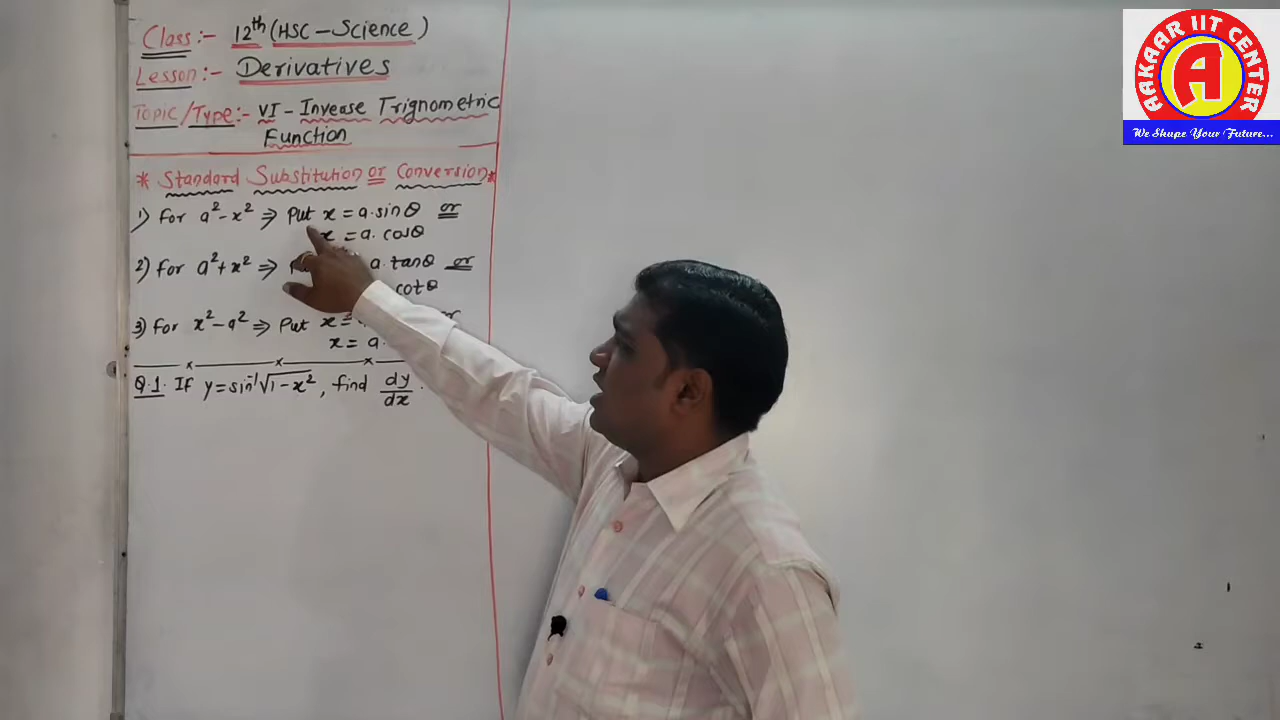 Class:- 12th (HSC - Science)
Lesson:- Derivatives
Topic/Type:- VI - Invease Trignometric
Function
* Standard Substitution or Conversion *
1) For a² - x² ⇒ Put x = a.sinθ or
x = a. cosθ
2) For a² + x² ⇒ a. tanθ or
cotθ
3) For x² - a² ⇒ Put x = or
x = a.
Q.1. If y = sin⁻¹√1-x², find dy/dx.
AAKAAR IIT CENTER
A
We Shape Your Future...